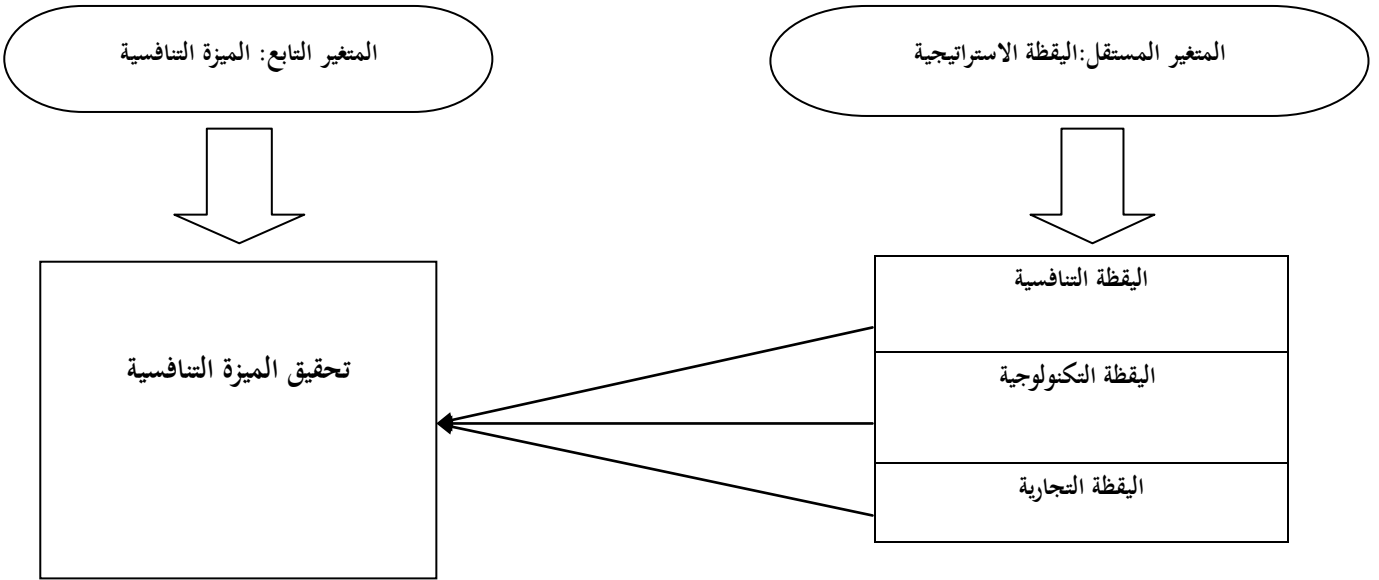 المتغير المستقل:اليقظة الاستراتيجية
المتغير التابع: الميزة التنافسية
اليقظة التنافسية
اليقظة التكنولوجية
اليقظة التجارية
تحقيق الميزة التنافسية